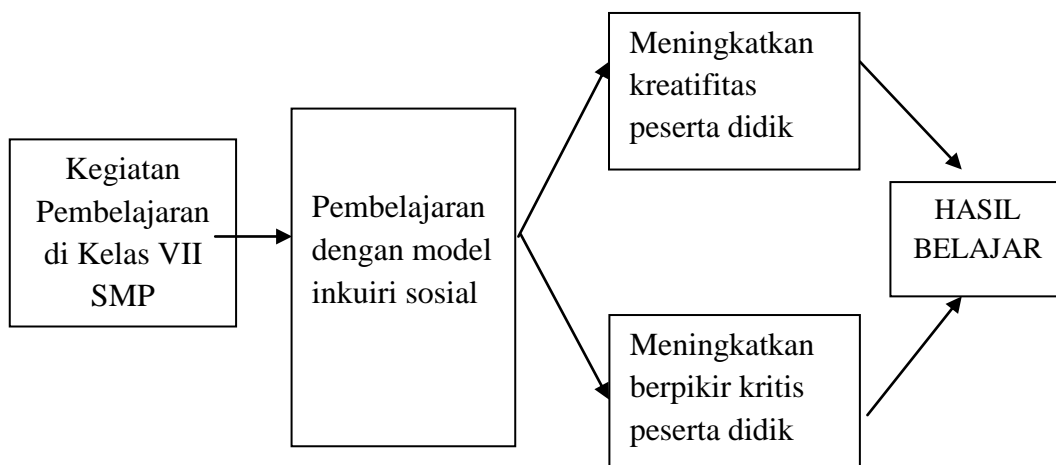 Kegiatan
Pembelajaran
di Kelas VII
SMP
Pembelajaran
dengan model
inkuiri sosial
Meningkatkan
kreatifitas
peserta didik
Meningkatkan
berpikir kritis
peserta didik
HASIL
BELAJAR